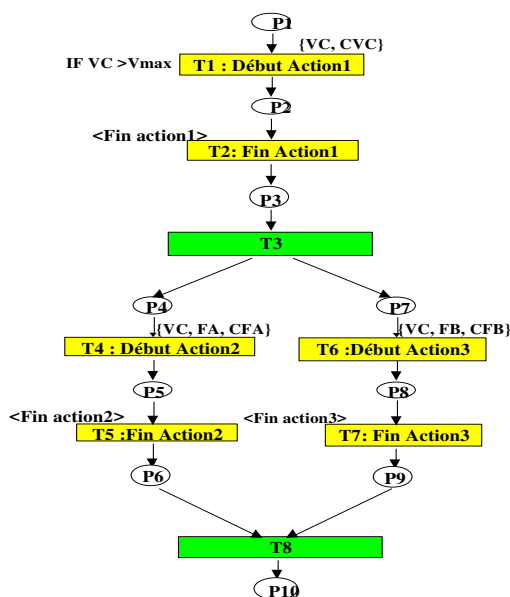 P1
{VC, CVC}
IF VC >Vmax
T1 : Début Action1
P2
<Fin action1>
T2: Fin Action1
P3
T3
P4
P7
{VC, FA, CFA}
{VC, FB, CFB}
T4 : Début Action2
T6 :Début Action3
P5
P8
<Fin action2>
<Fin action3>
T5 :Fin Action2
T7: Fin Action3
P6
P9
T8
P10